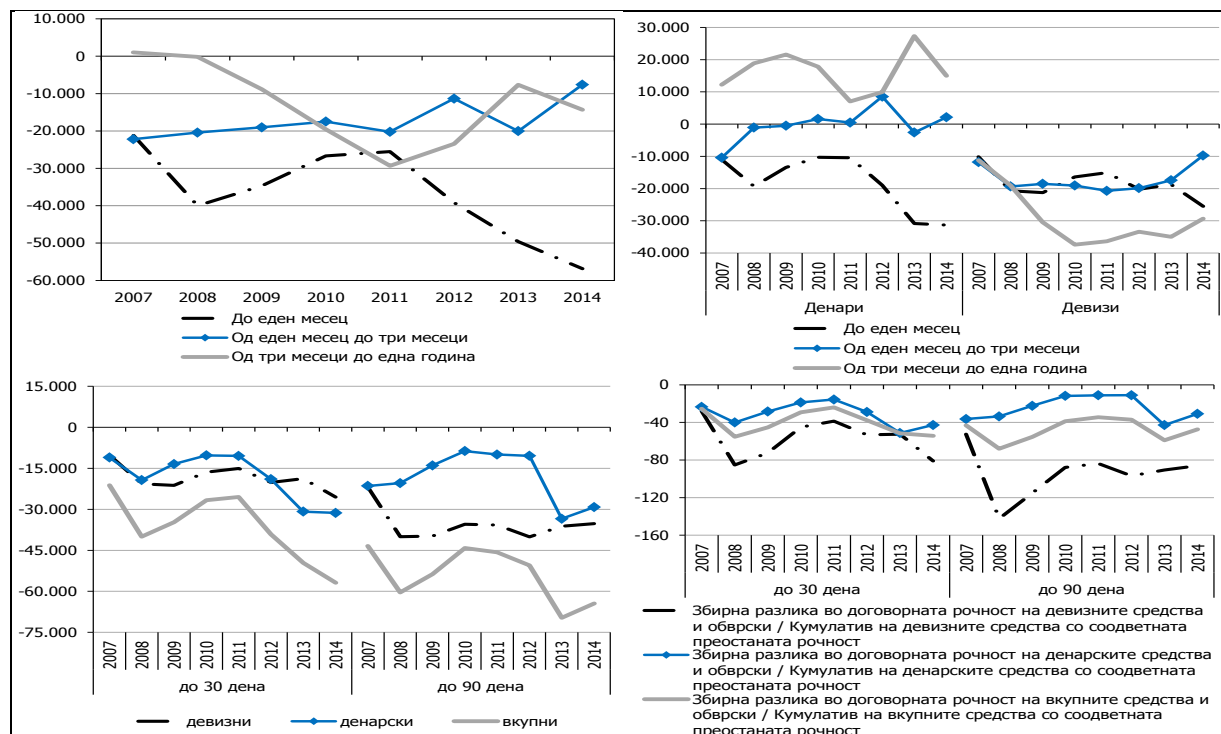 10.000
0
-10.000
-20.000
-30.000
-40.000
-50.000
-60.000
2007 2008 2009 2010 2011 2012 2013 2014
До еден месец
Од еден месец до три месеци
Од три месеци до една година
30.000
20.000
10.000
0
-10.000
-20.000
-30.000
-40.000
2007 2008 2009 2010 2011 2012 2013 2014 2007 2008 2009 2010 2011 2012 2013 2014
Денари Девизи
До еден месец
Од еден месец до три месеци
Од три месеци до една година
15.000
0
-15.000
-30.000
-45.000
-60.000
-75.000
2007 2008 2009 2010 2011 2012 2013 2014 2007 2008 2009 2010 2011 2012 2013 2014
до 30 дена до 90 дена
девизни денарски вкупни
0
-40
-80
-120
-160
2007 2008 2009 2010 2011 2012 2013 2014 2007 2008 2009 2010 2011 2012 2013 2014
до 30 дена до 90 дена
Збирна разлика во договорната рочност на девизните средства
и обврски / Кумулатив на девизните средства со соодветната
преостаната рочност
Збирна разлика во договорната рочност на денарските средства
и обврски / Кумулатив на денарските средства со соодветната
преостаната рочност
Збирна разлика во договорната рочност на вкупните средства и
обврски / Кумулатив на вкупните средства со соодветната
преостаната рочност